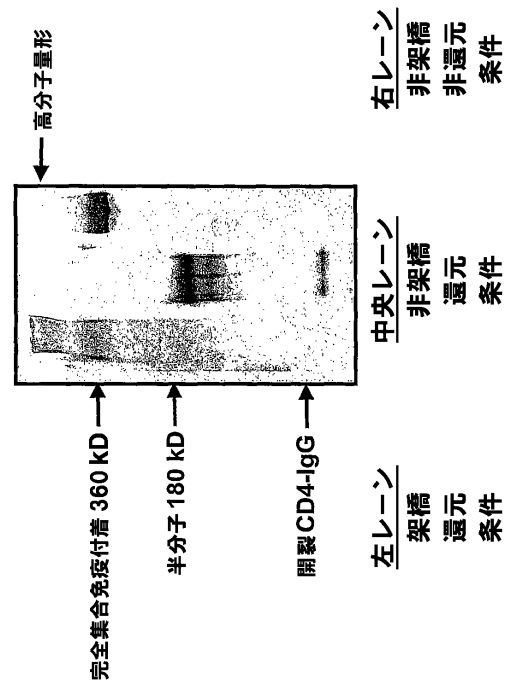 高分子量形
完全集合免疫付着 360 kD
半分子 180 kD
開裂CD4-IgG
左レーン
架橋
還元
条件
中央レーン
非架橋
還元
条件
右レーン
非架橋
非還元
条件